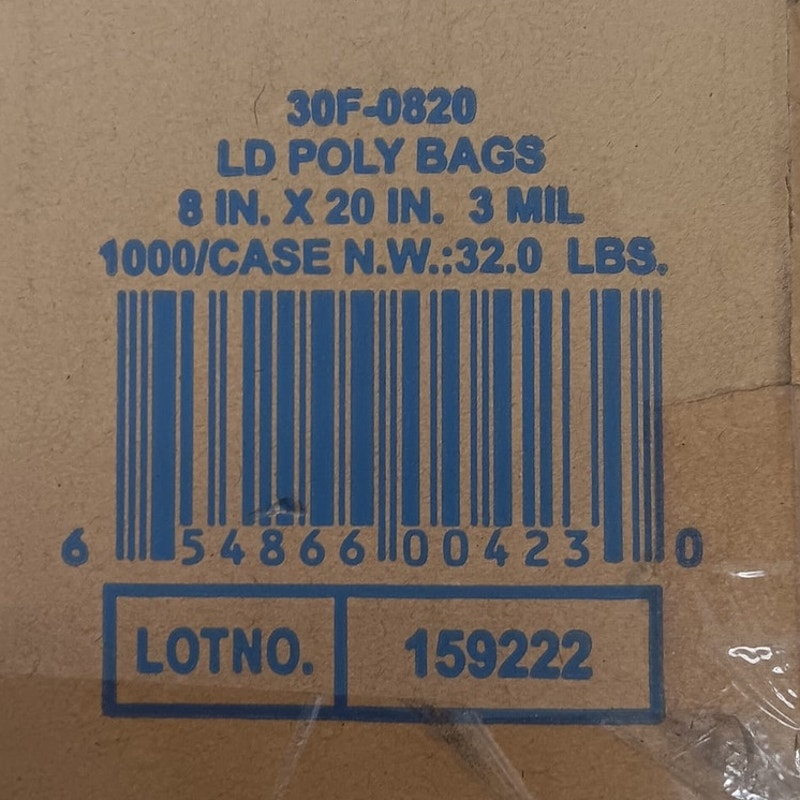 30F-0820
LD POLY BAGS
8 IN. X 20 IN. 3 MIL
1000/CASE N.W.:32.0 LBS.
6 54866 00423 0
LOTNO. 159222